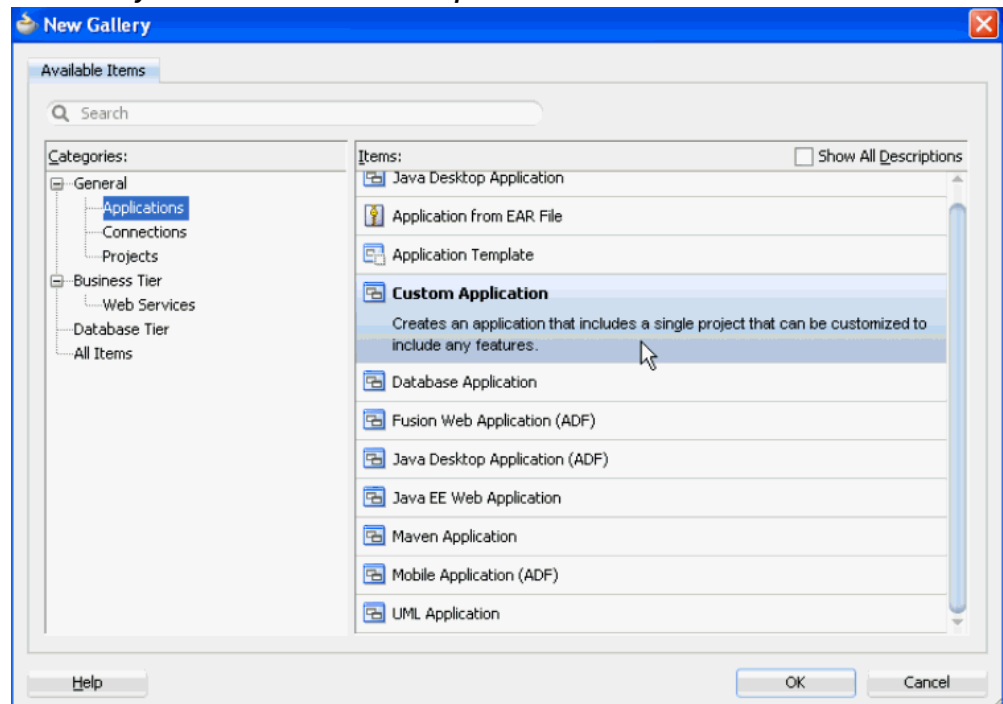 New Gallery
Available Items
Search
Categories:
General
Applications
Connections
Projects
Business Tier
Web Services
Database Tier
All Items
Items:
Show All Descriptions
Java Desktop Application
Application from EAR File
Application Template
Custom Application
Creates an application that includes a single project that can be customized to
include any features.
Database Application
Fusion Web Application (ADF)
Java Desktop Application (ADF)
Java EE Web Application
Maven Application
Mobile Application (ADF)
UML Application
Help
OK
Cancel